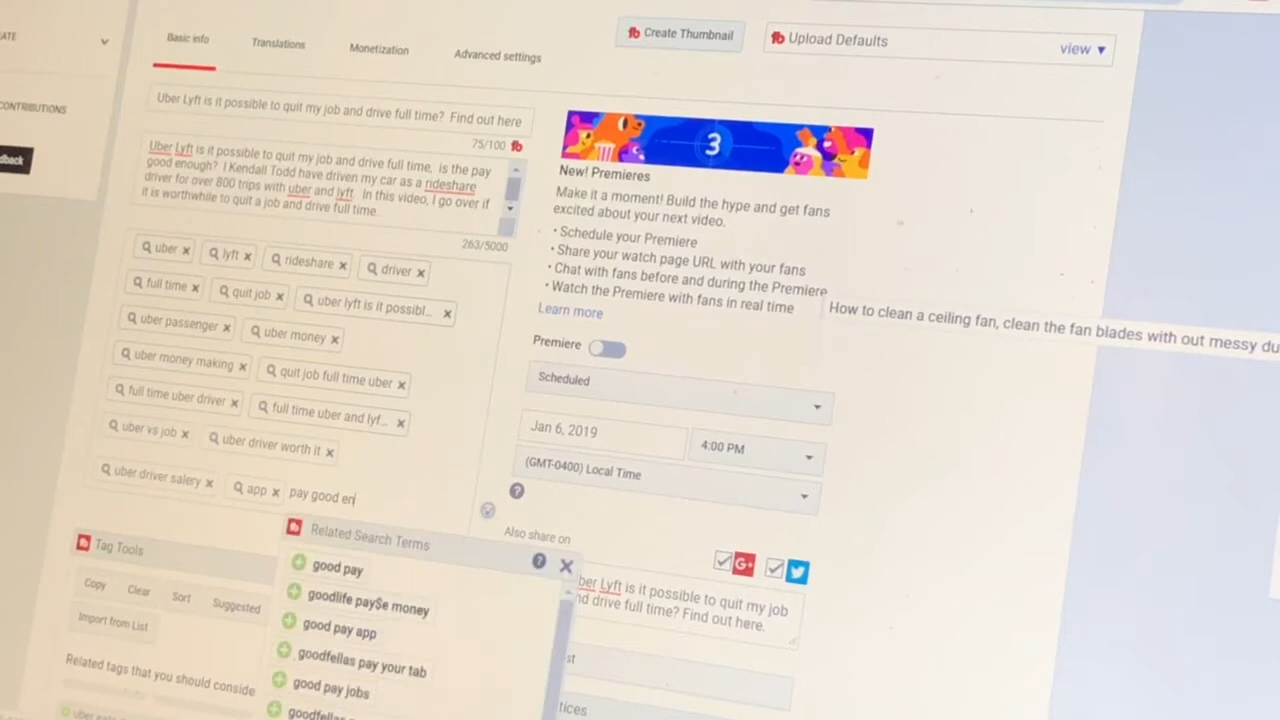 ATE
CONTRIBUTIONS
dback
Basic info
Translations
Monetization
Advanced settings
Create Thumbnail
Upload Defaults
view
Uber Lyft is it possible to quit my job and drive full time? Find out here
75/100
Uber Lyft is it possible to quit my job and drive full time, is the pay
good enough? I Kendall Todd have driven my car as a rideshare
driver for over 800 trips with uber and lyft. In this video, I go over if
it is worthwhile to quit a job and drive full time.
263/5000
uber x lyft x rideshare x driver x
full time x quit job x uber lyft is it possibl... x
uber passenger x uber money x
uber money making x quit job full time uber x
full time uber driver x full time uber and lyf... x
uber vs job x uber driver worth it x
uber driver salery x app x pay good en
Tag Tools
Copy Clear Sort Suggested
Import from List
Related tags that you should conside
Related Search Terms
?
good pay
goodlife pay$e money
good pay app
goodfellas pay your tab
good pay jobs
goodfellas
3
New! Premieres
Make it a moment! Build the hype and get fans
excited about your next video.
• Schedule your Premiere
• Share your watch page URL with your fans
• Chat with fans before and during the Premiere
• Watch the Premiere with fans in real time
Learn more
How to clean a ceiling fan, clean the fan blades with out messy du
Premiere
Scheduled
Jan 6, 2019
4:00 PM
(GMT-0400) Local Time
?
Also share on
G+
ber Lyft is it possible to quit my job
nd drive full time? Find out here.
st
tices